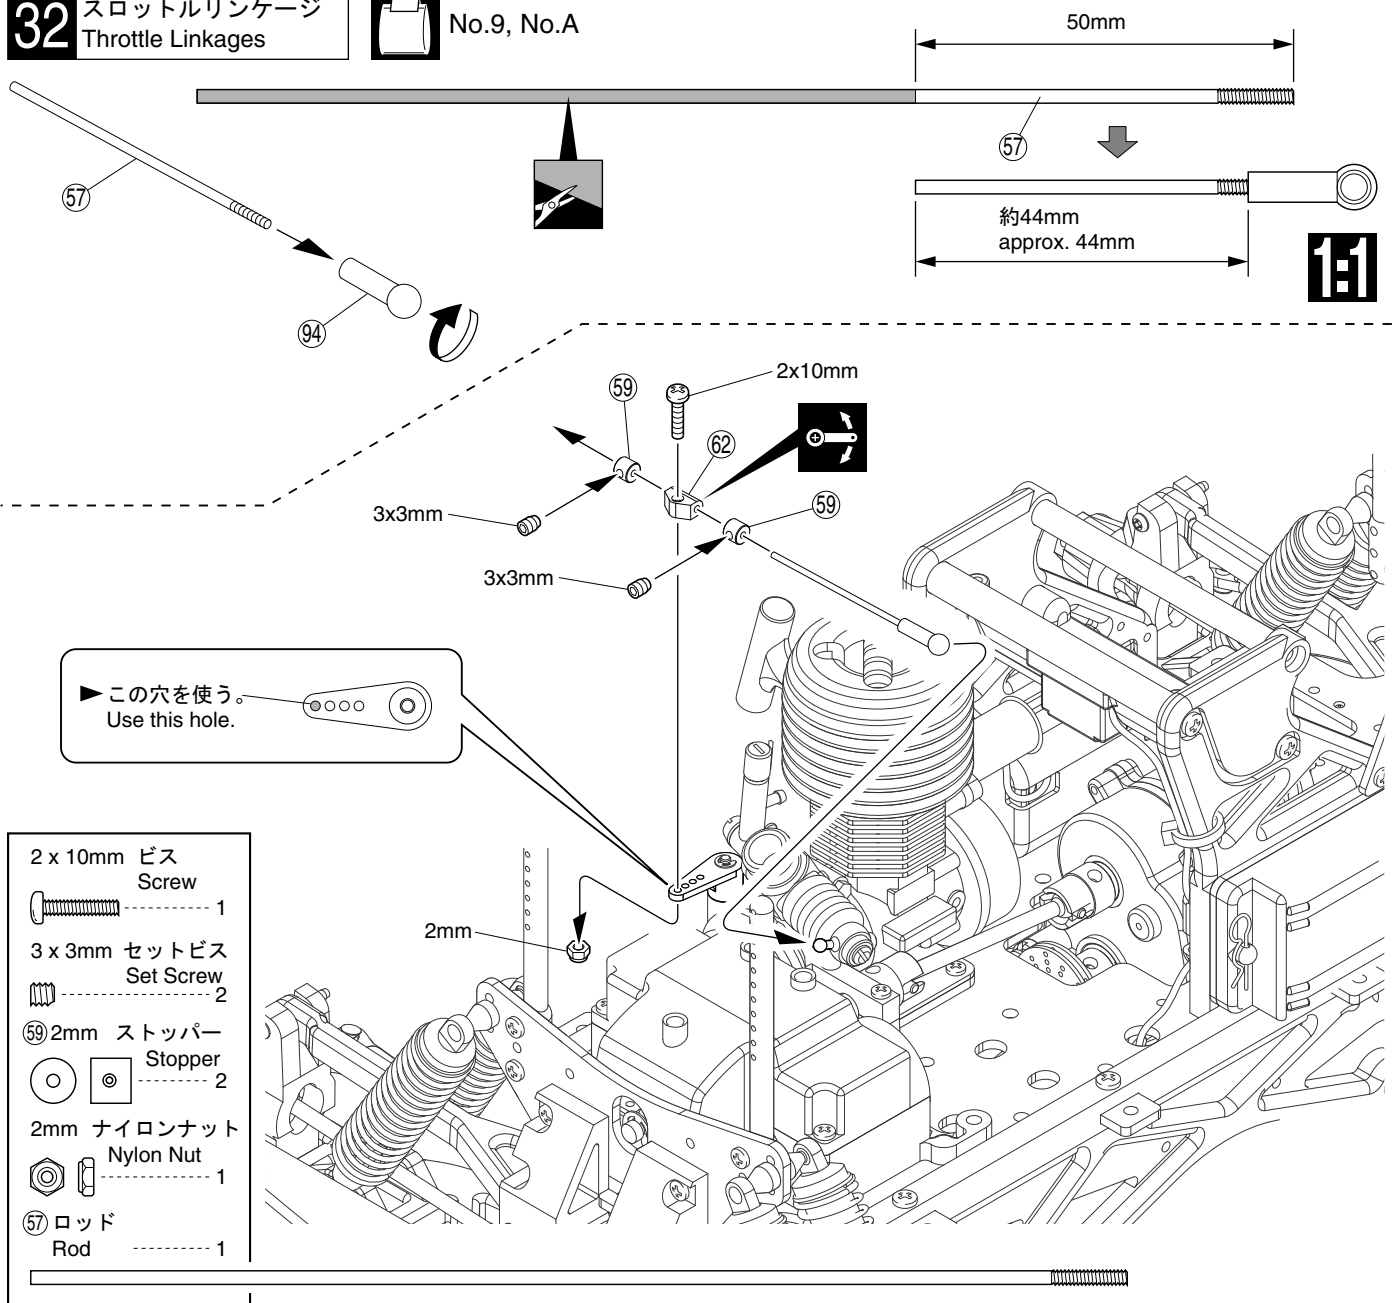 32
スロットルリンケージ
Throttle Linkages
No.9, No.A
50mm
57
57
約44mm
approx. 44mm
1:1
94
59
2x10mm
62
3x3mm
59
3x3mm
この穴を使う。
Use this hole.
2mm
2 x 10mm ビス
Screw
1
3 x 3mm セットビス
Set Screw
2
59 2mm ストッパー
Stopper
2
2mm ナイロンナット
Nylon Nut
1
57 ロッド
Rod
1